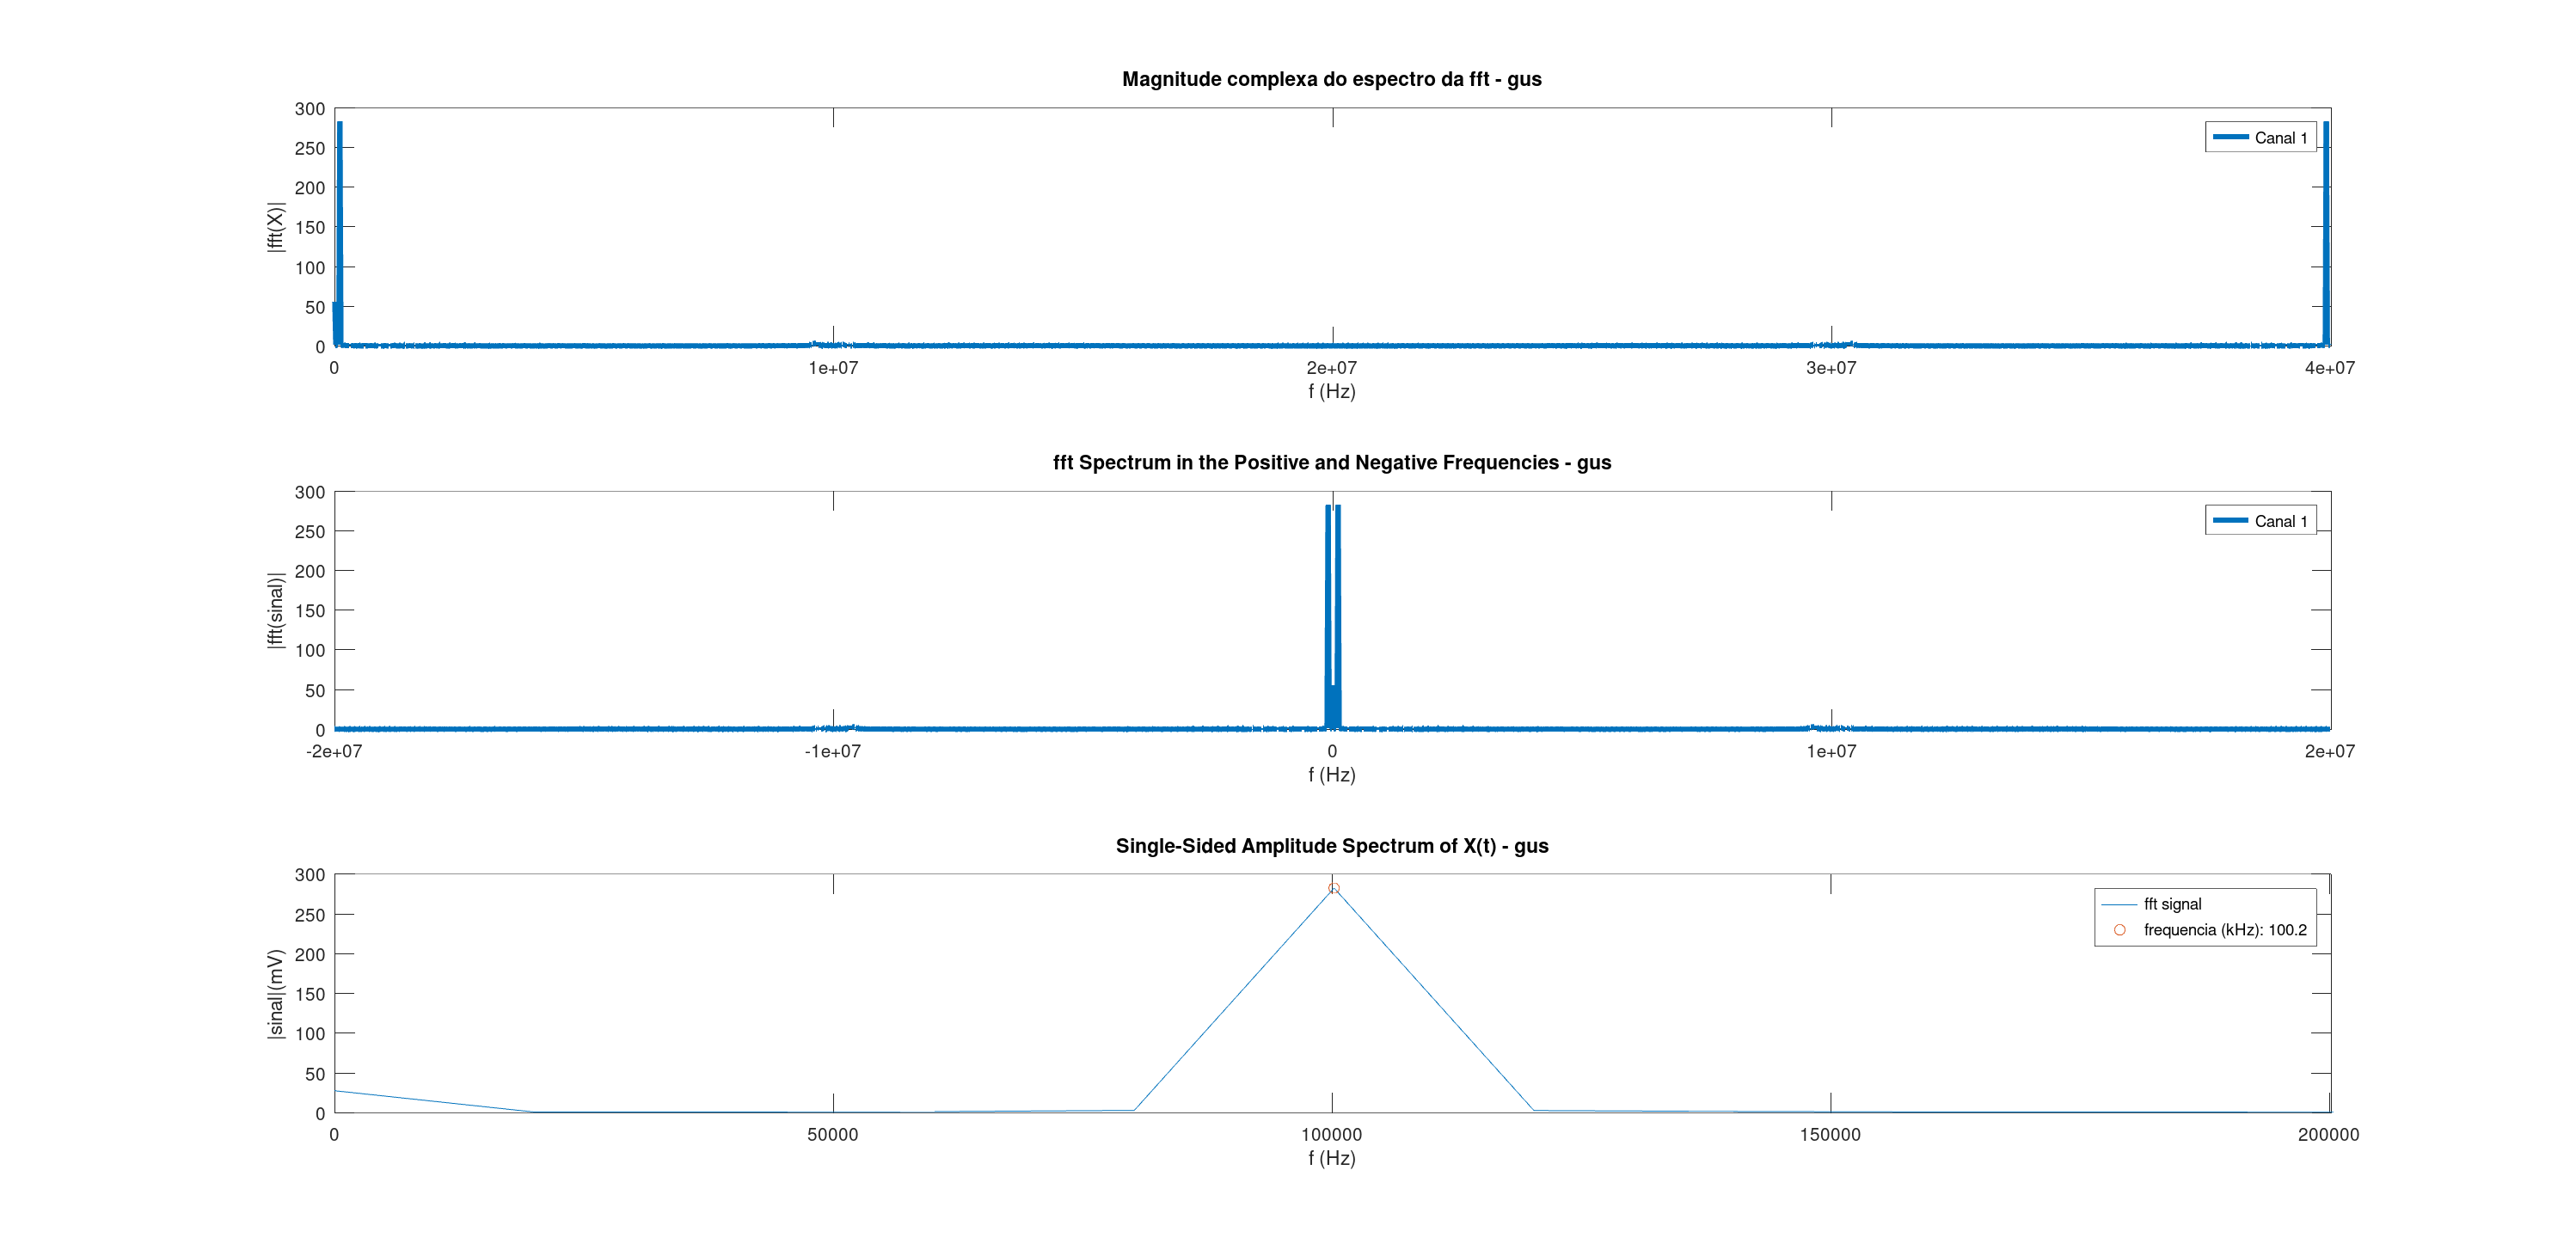 Magnitude complexa do espectro da fft - gus
300
250
200
150
100
50
0
|fft(X)|
Canal 1
0 1e+07 2e+07 3e+07 4e+07
f (Hz)
fft Spectrum in the Positive and Negative Frequencies - gus
300
250
200
150
100
50
0
|fft(sinal)|
Canal 1
-2e+07 -1e+07 0 1e+07 2e+07
f (Hz)
Single-Sided Amplitude Spectrum of X(t) - gus
300
250
200
150
100
50
0
|sinal|(mV)
fft signal
frequencia (kHz): 100.2
0 50000 100000 150000 200000
f (Hz)